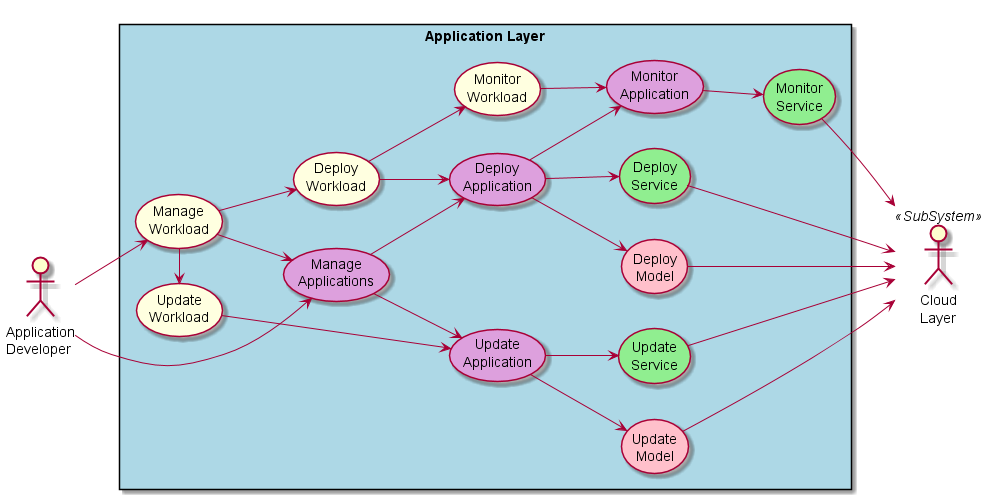 Application Layer
Monitor
Workload
Monitor
Application
Monitor
Service
Deploy
Workload
Deploy
Application
Deploy
Service
Manage
Workload
«SubSystem»
Manage
Applications
Deploy
Model
Update
Workload
Application
Developer
Cloud
Layer
Update
Application
Update
Service
Update
Model